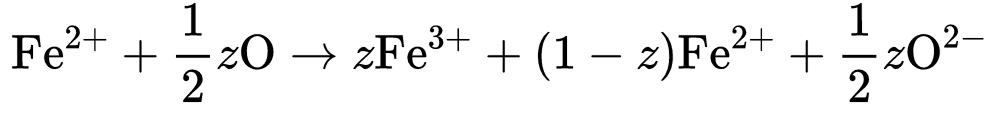 Fe²⁺ + ½zO → zFe³⁺ + (1 − z)Fe²⁺ + ½zO²⁻